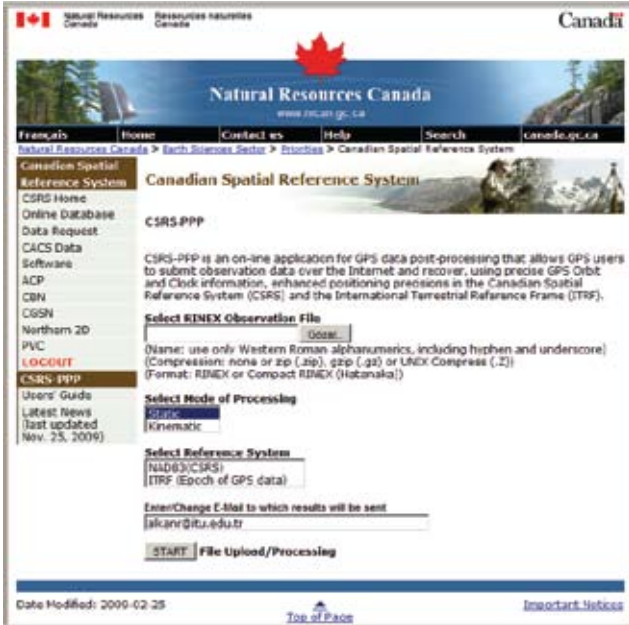 Natural Resources Canada
Ressources naturelles Canada
Canada
Natural Resources Canada
www.nrcan.gc.ca
Français Home Contact us Help Search canada.gc.ca
Natural Resources Canada > Earth Sciences Sector > Priorities > Canadian Spatial Reference System
Canadian Spatial
Reference System
CSRS Home
Online Database
Data Request
CACS Data
Software
ACP
CBN
CGSN
Northern 2D
PVC
LOGOUT
CSRS-PPP
Users' Guide
Latest News
(last updated
Nov. 25, 2009)
Canadian Spatial Reference System
CSRS-PPP
CSRS-PPP is an on-line application for GPS data post-processing that allows GPS users
to submit observation data over the Internet and recover, using precise GPS Orbit
and Clock information, enhanced positioning precisions in the Canadian Spatial
Reference System (CSRS) and the International Terrestrial Reference Frame (ITRF).
Select RINEX Observation File
Gözat...
(Name: use only Western Roman alphanumerics, including hyphen and underscore)
(Compression: none or zip (.zip), gzip (.gz) or UNIX Compress (.Z))
(Format: RINEX or Compact RINEX (Hatanaka))
Select Mode of Processing
Static
Kinematic
Select Reference System
NAD83(CSRS)
ITRF (Epoch of GPS data)
Enter/Change E-Mail to which results will be sent
alkanr@itu.edu.tr
START File Upload/Processing
Date Modified: 2009-02-25
Top of Page
Important Notices